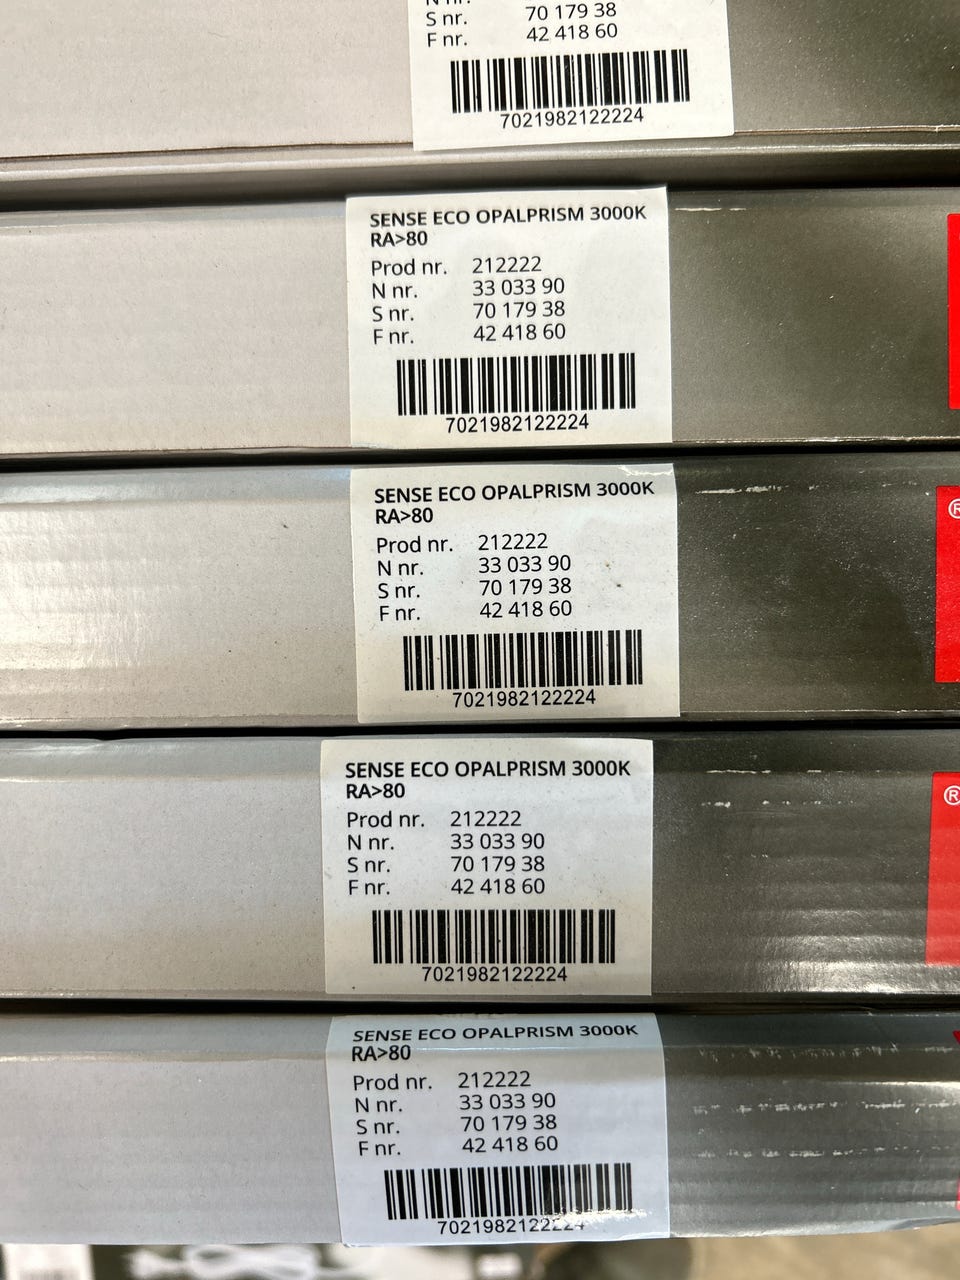 S nr. 70 179 38
F nr. 42 418 60
7021982122224
SENSE ECO OPALPRISM 3000K
RA>80
Prod nr. 212222
N nr. 33 033 90
S nr. 70 179 38
F nr. 42 418 60
7021982122224
SENSE ECO OPALPRISM 3000K
RA>80
Prod nr. 212222
N nr. 33 033 90
S nr. 70 179 38
F nr. 42 418 60
7021982122224
®
SENSE ECO OPALPRISM 3000K
RA>80
Prod nr. 212222
N nr. 33 033 90
S nr. 70 179 38
F nr. 42 418 60
7021982122224
®
SENSE ECO OPALPRISM 3000K
RA>80
Prod nr. 212222
N nr. 33 033 90
S nr. 70 179 38
F nr. 42 418 60
7021982122224